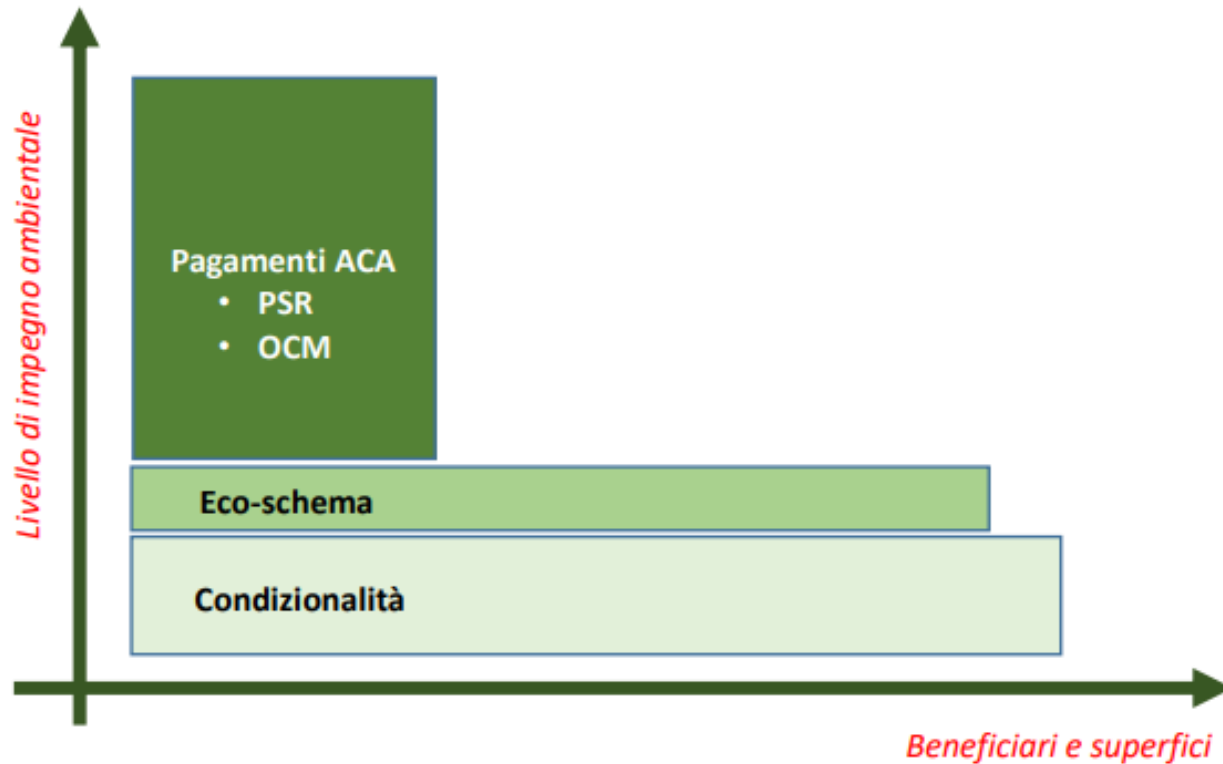 Livello di impegno ambientale
Pagamenti ACA
• PSR
• OCM
Eco-schema
Condizionalità
Beneficiari e superfici